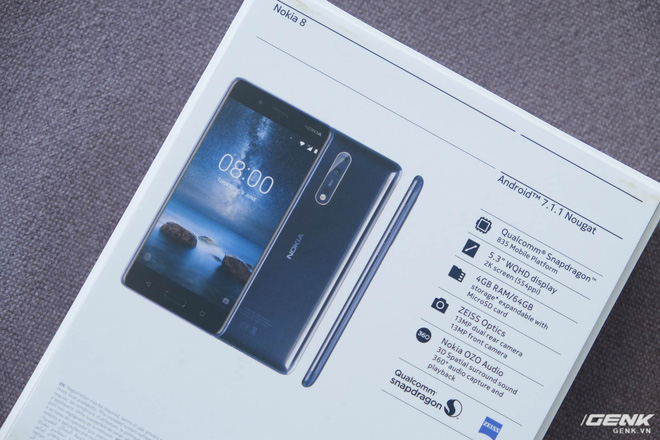 Nokia 8
Android™ 7.1.1 Nougat
Qualcomm® Snapdragon™
835 Mobile Platform
5.3" WQHD display
2K screen (554ppi)
4GB RAM/64GB
storage* expandable with
MicroSD card
ZEISS Optics
13MP dual rear camera
13MP front camera
360°
Nokia OZO Audio
3D Spatial surround sound
360° audio capture and
playback
Qualcomm
snapdragon
ZEISS
NOKIA
08:00
NOKIA
GENK
GENK.VN